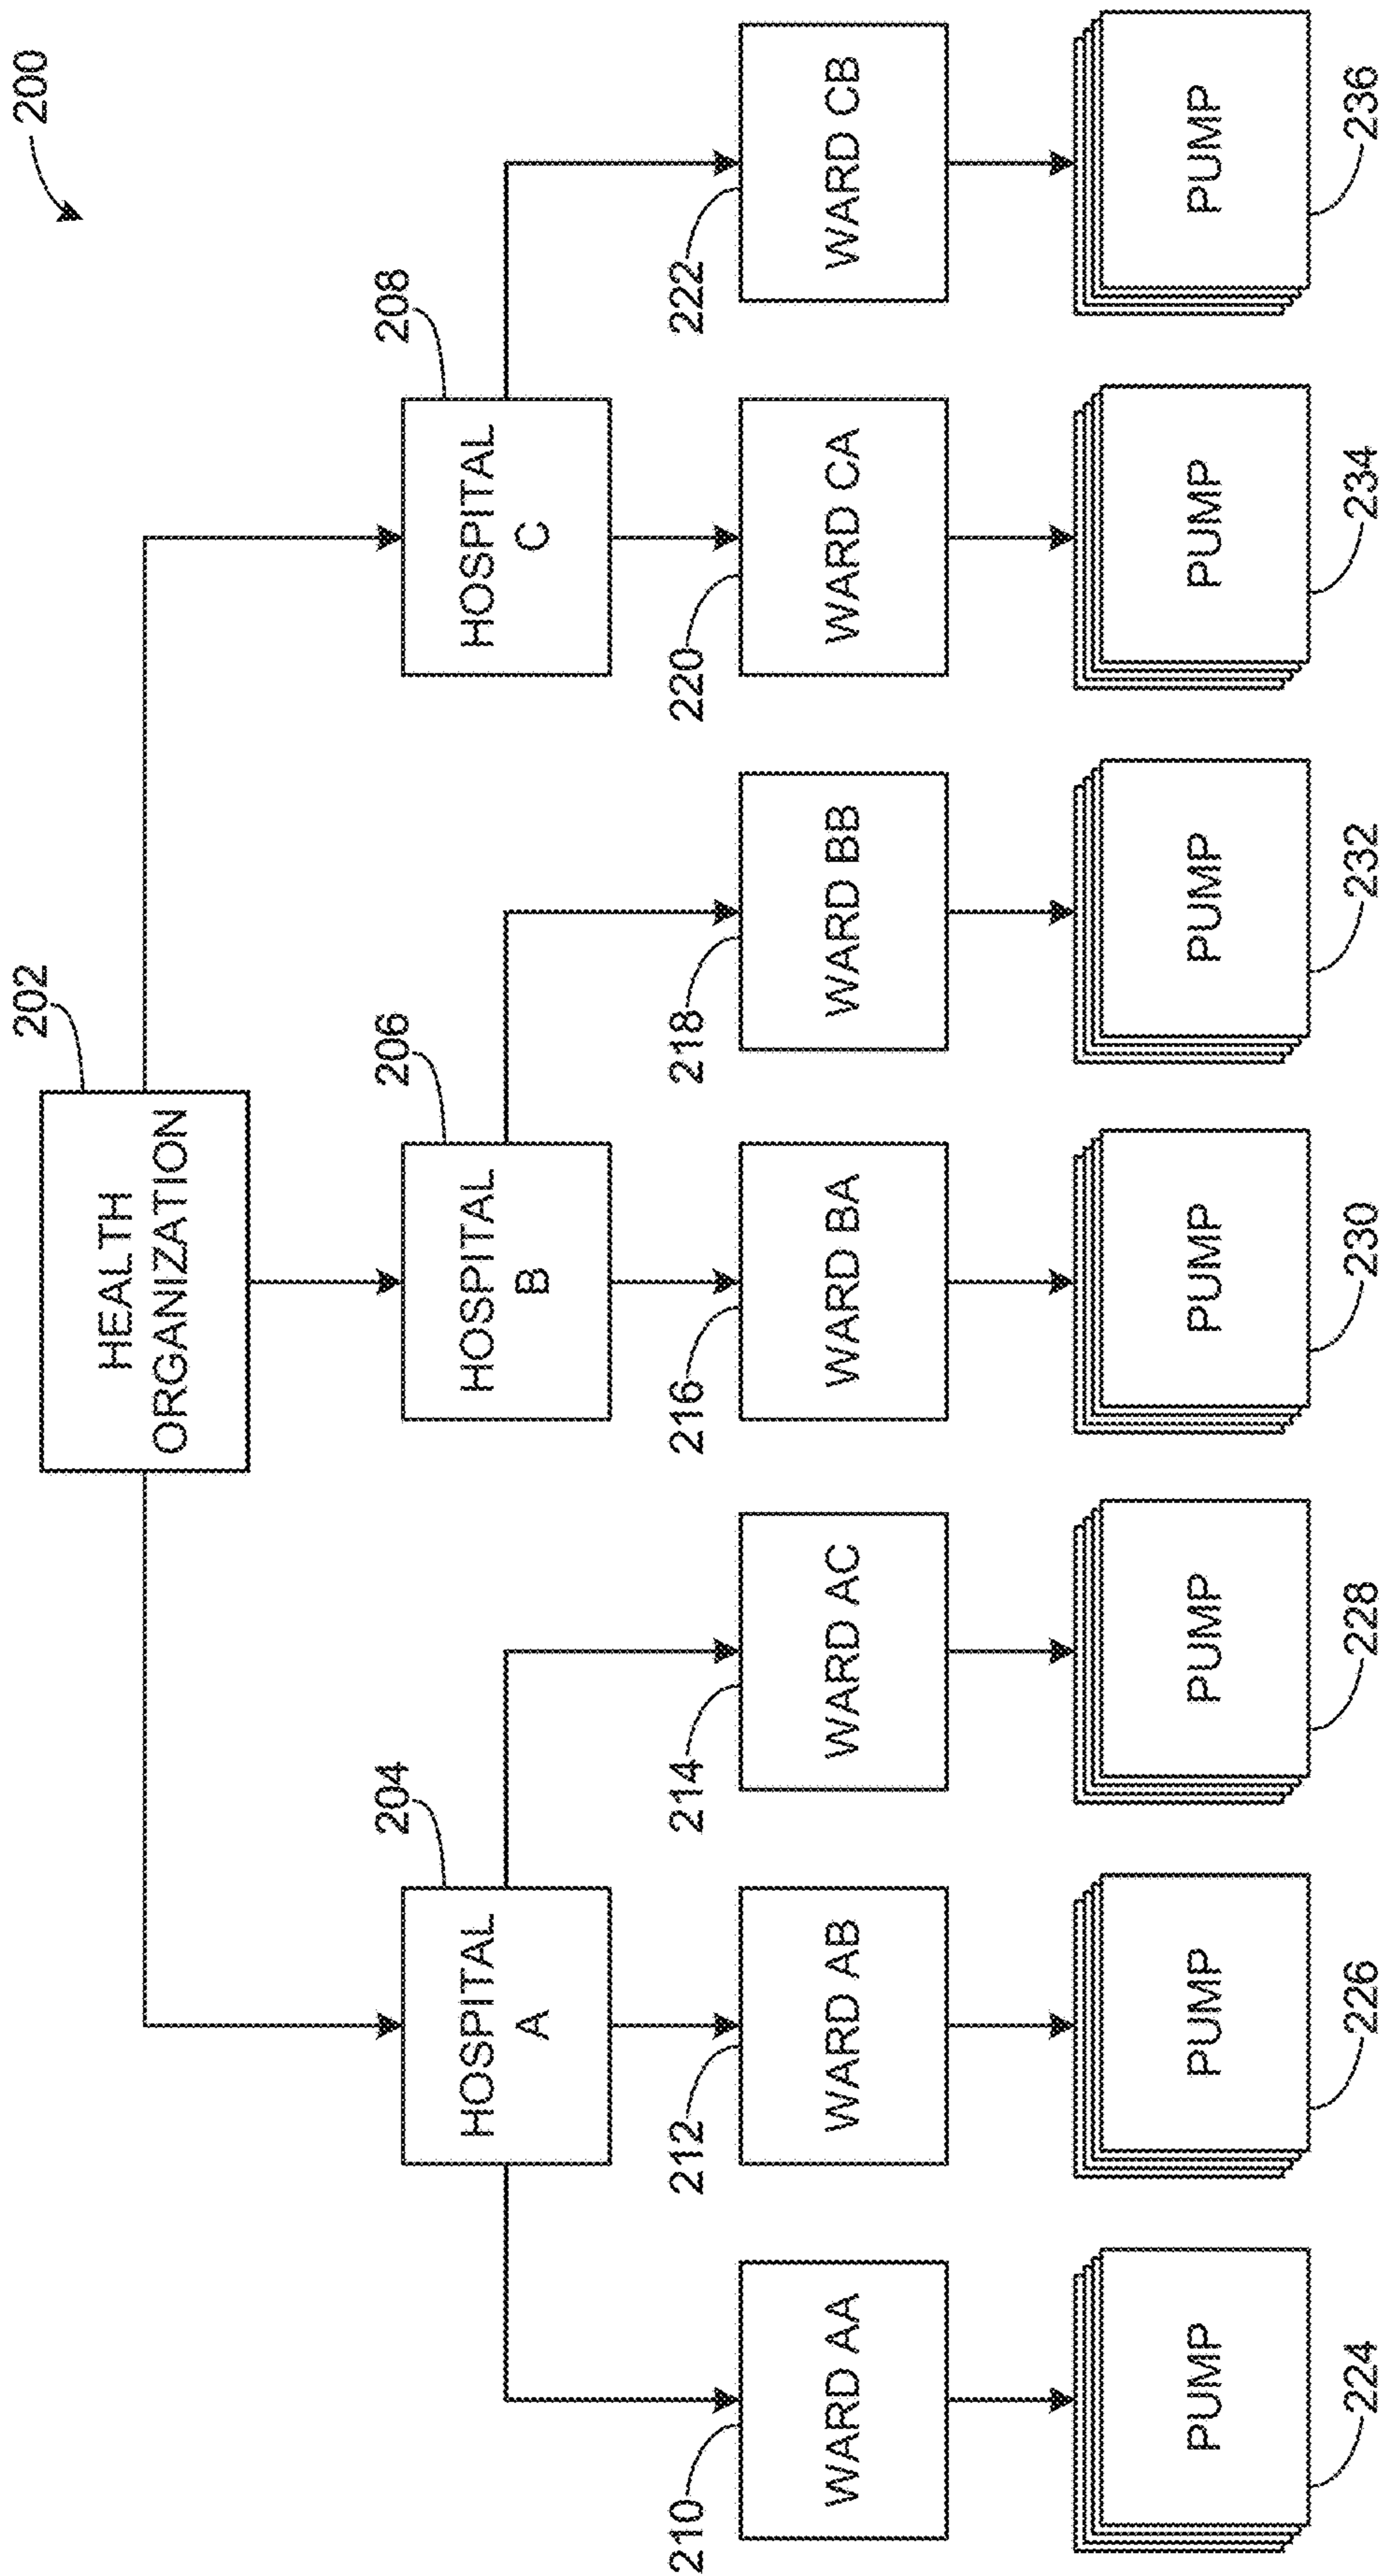 200
202
HEALTH
ORGANIZATION
204
HOSPITAL
A
206
HOSPITAL
B
208
HOSPITAL
C
210
WARD AA
212
WARD AB
214
WARD AC
216
WARD BA
218
WARD BB
220
WARD CA
222
WARD CB
PUMP
PUMP
PUMP
PUMP
PUMP
PUMP
PUMP
224
226
228
230
232
234
236